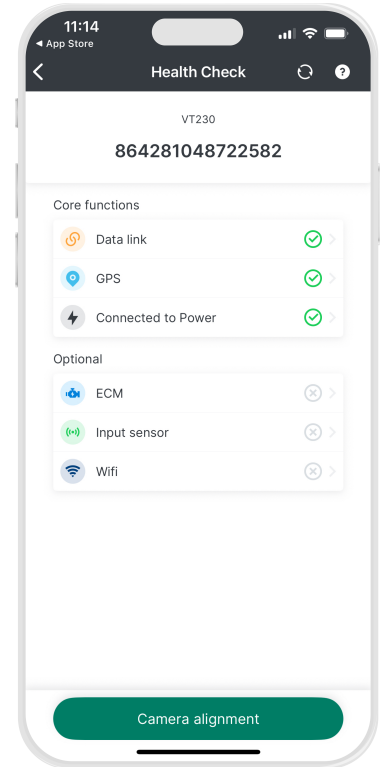 11:14
◀ App Store
Health Check
?
VT230
864281048722582
Core functions
Data link
GPS
Connected to Power
Optional
ECM
Input sensor
Wifi
Camera alignment